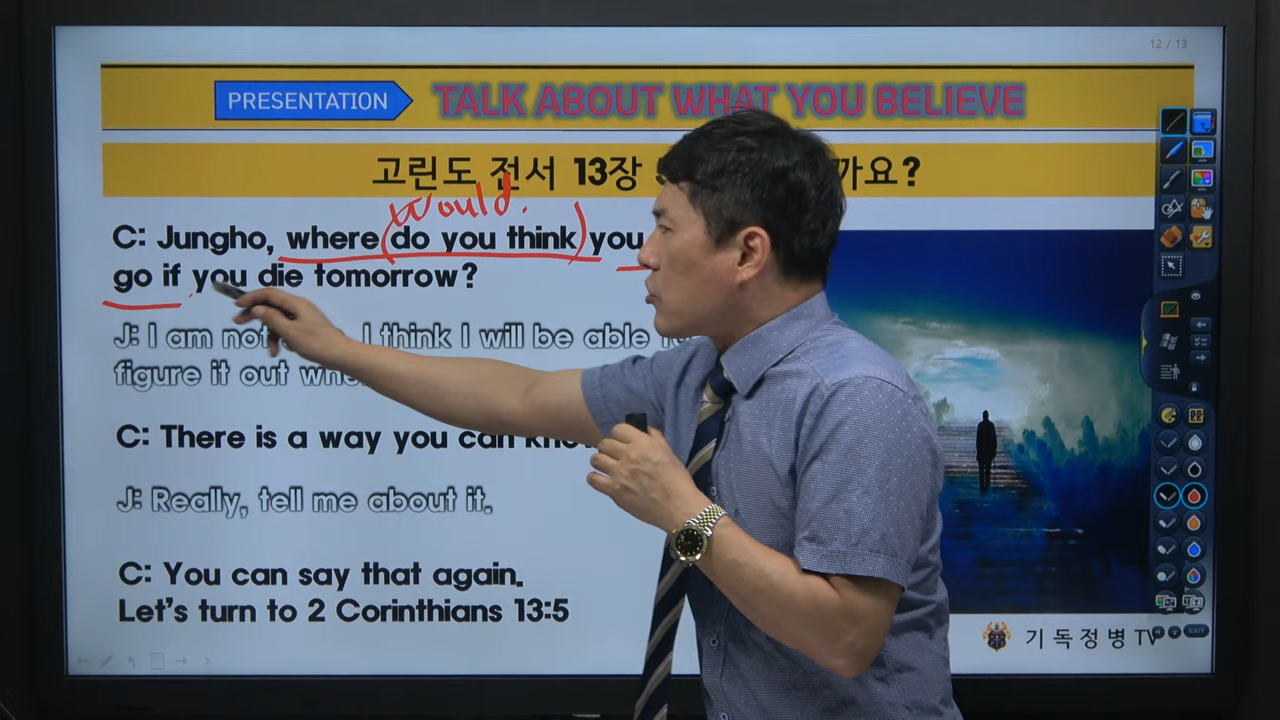 12 / 13
PRESENTATION TALK ABOUT WHAT YOU BELIEVE
고린도 전서 13장 까요?
would.
C: Jungho, where (do you think) you
go if you die tomorrow?
J: I am not I think I will be able
figure it out
C: There is a way you can
J: Really, tell me about it.
C: You can say that again.
Let's turn to 2 Corinthians 13:5
기독정병 TV
EXIT